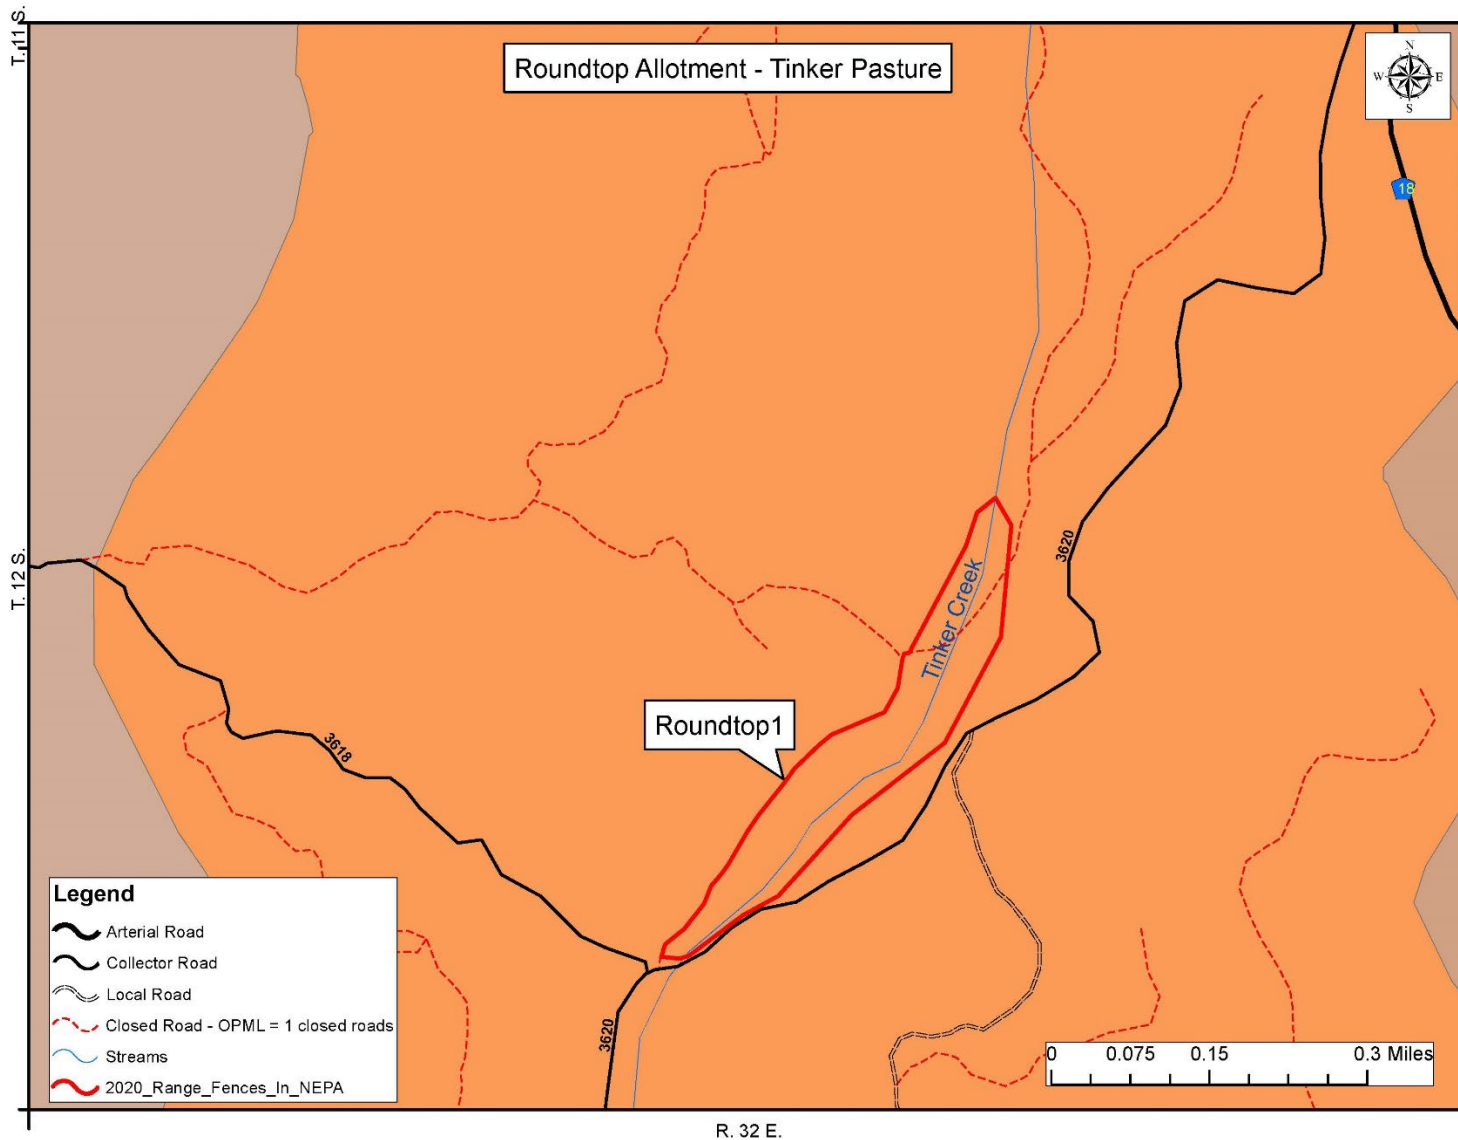 T. 11 S.
Roundtop Allotment - Tinker Pasture
N
W E
S
18
T. 12 S.
3620
Tinker Creek
Roundtop1
3618
3620
Legend
Arterial Road
Collector Road
Local Road
Closed Road - OPML = 1 closed roads
Streams
2020_Range_Fences_In_NEPA
0 0.075 0.15 0.3 Miles
R. 32 E.